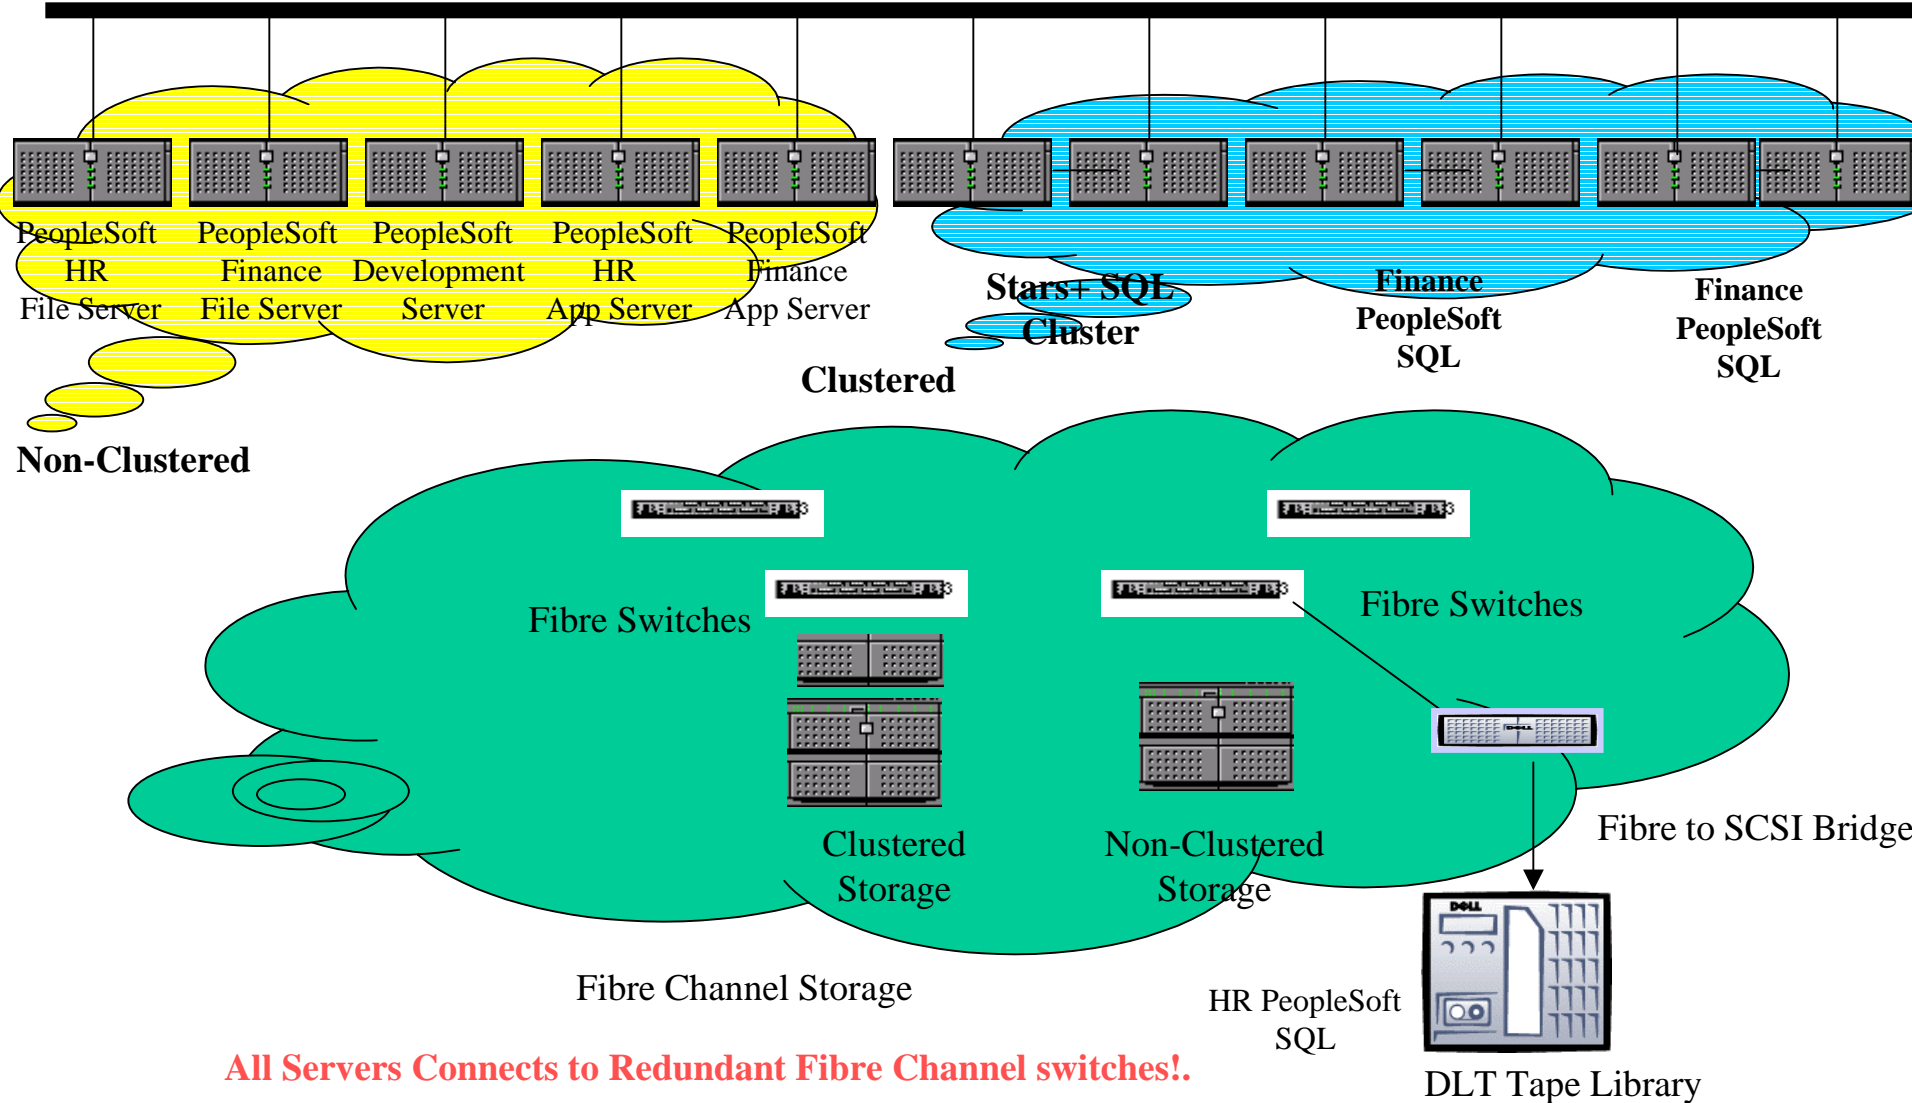 PeopleSoft
HR
File Server
PeopleSoft
Finance
File Server
PeopleSoft
Development
Server
PeopleSoft
HR
App Server
PeopleSoft
Finance
App Server
Stars+ SQL
Cluster
Finance
PeopleSoft
SQL
Finance
PeopleSoft
SQL
Clustered
Non-Clustered
Fibre Switches
Fibre Switches
DELL
Clustered
Storage
Non-Clustered
Storage
Fibre to SCSI Bridge
DELL
Fibre Channel Storage
HR PeopleSoft
SQL
All Servers Connects to Redundant Fibre Channel switches!.
DLT Tape Library